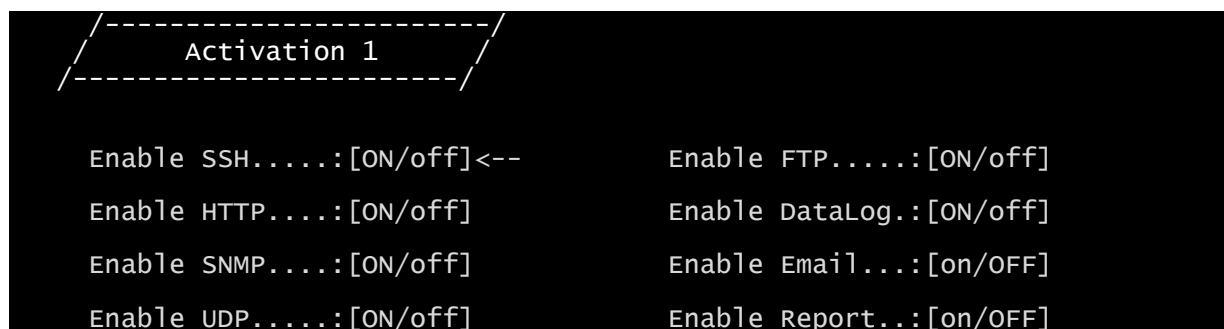 /------------------------/
/      Activation 1      /
/------------------------/
Enable SSH.....:[ON/off]<--            Enable FTP.....:[ON/off]
Enable HTTP....:[ON/off]               Enable DataLog.:[ON/off]
Enable SNMP....:[ON/off]               Enable Email...:[on/OFF]
Enable UDP.....:[ON/off]               Enable Report..:[on/OFF]